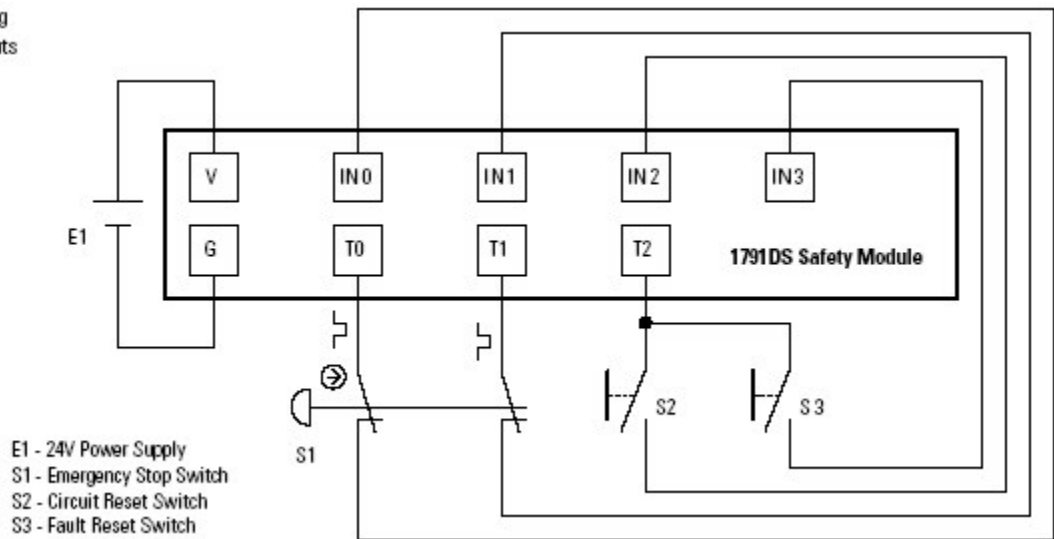 V IN0 IN1 IN2 IN3
E1
G T0 T1 T2 1791DS Safety Module
S2 S3
S1
E1 - 24V Power Supply
S1 - Emergency Stop Switch
S2 - Circuit Reset Switch
S3 - Fault Reset Switch